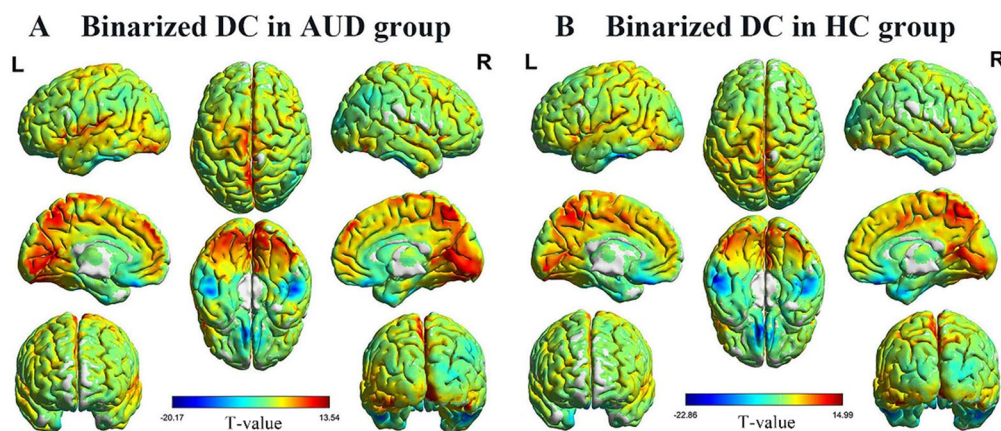 A Binarized DC in AUD group
L R
-20.17 13.54
T-value
B Binarized DC in HC group
L R
-22.86 14.99
T-value